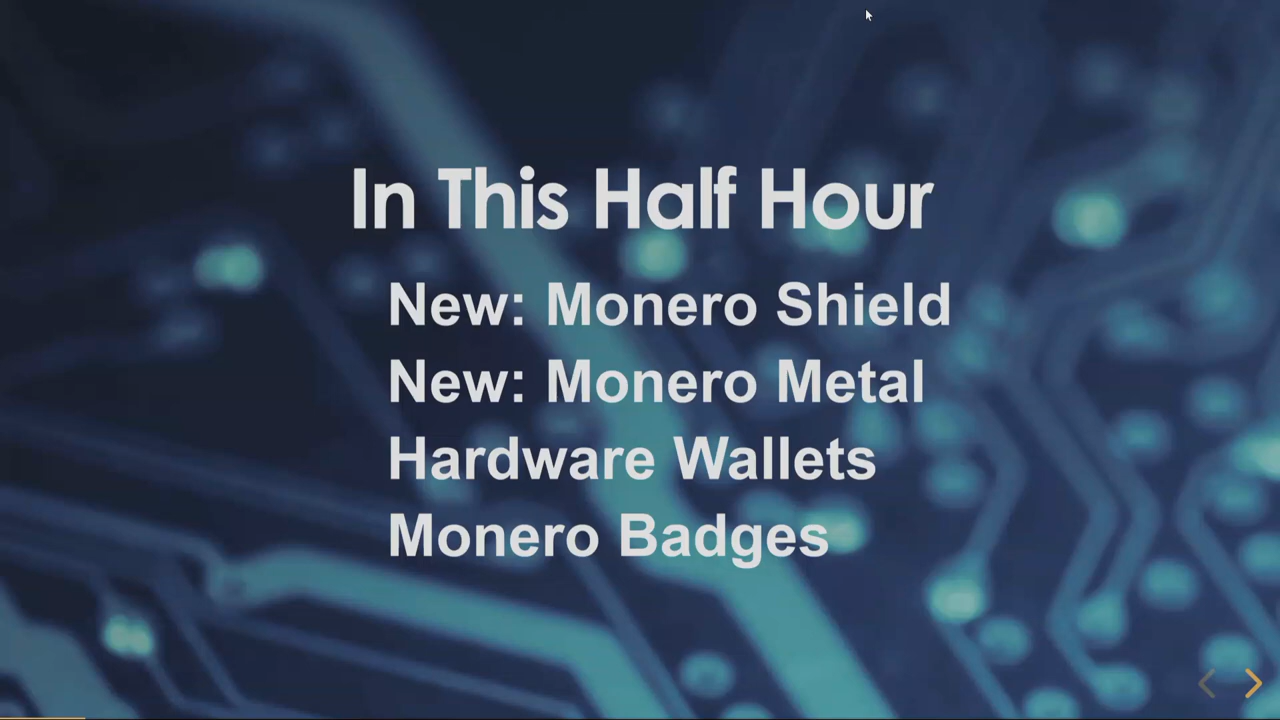 In This Half Hour
New: Monero Shield
New: Monero Metal
Hardware Wallets
Monero Badges